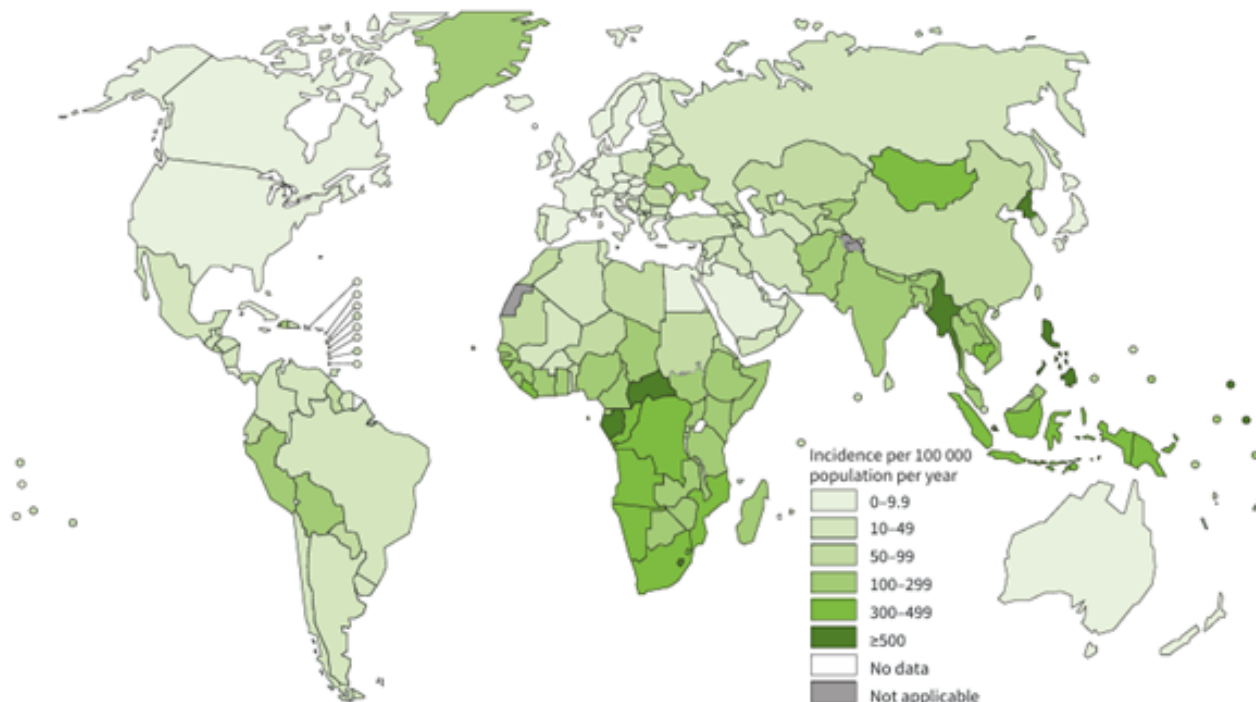 Incidence per 100 000
population per year
0–9.9
10–49
50–99
100–299
300–499
≥500
No data
Not applicable